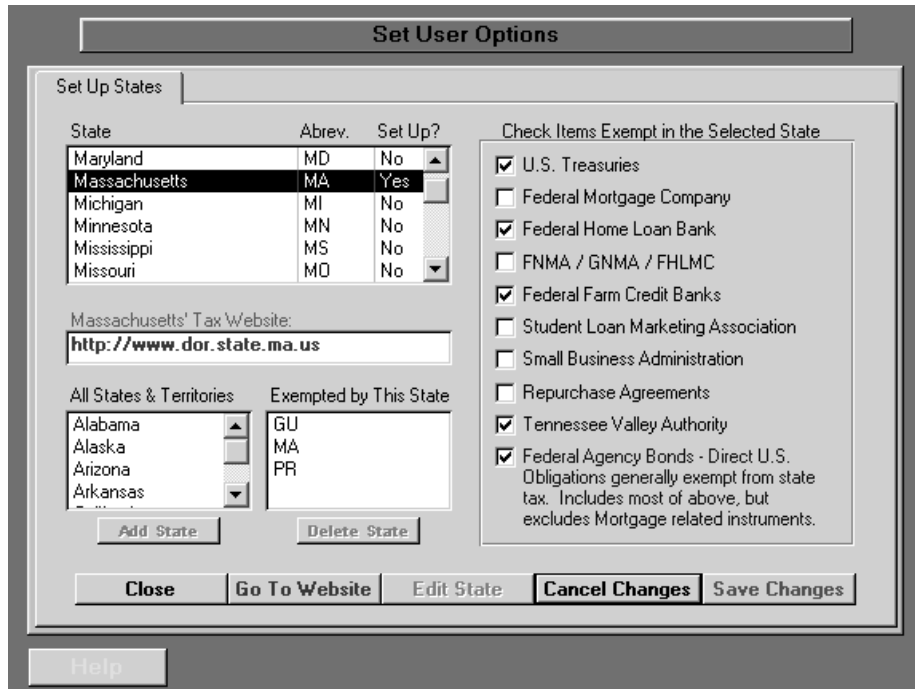 Set User Options
Set Up States
State Abrev. Set Up?
Maryland MD No
Massachusetts MA Yes
Michigan MI No
Minnesota MN No
Mississippi MS No
Missouri MO No
Massachusetts' Tax Website:
http://www.dor.state.ma.us
All States & Territories
Alabama
Alaska
Arizona
Arkansas
Add State
Exempted by This State
GU
MA
PR
Delete State
Check Items Exempt in the Selected State
U.S. Treasuries
Federal Mortgage Company
Federal Home Loan Bank
FNMA / GNMA / FHLMC
Federal Farm Credit Banks
Student Loan Marketing Association
Small Business Administration
Repurchase Agreements
Tennessee Valley Authority
Federal Agency Bonds - Direct U.S.
Obligations generally exempt from state
tax. Includes most of above, but
excludes Mortgage related instruments.
Close
Go To Website
Edit State
Cancel Changes
Save Changes
Help